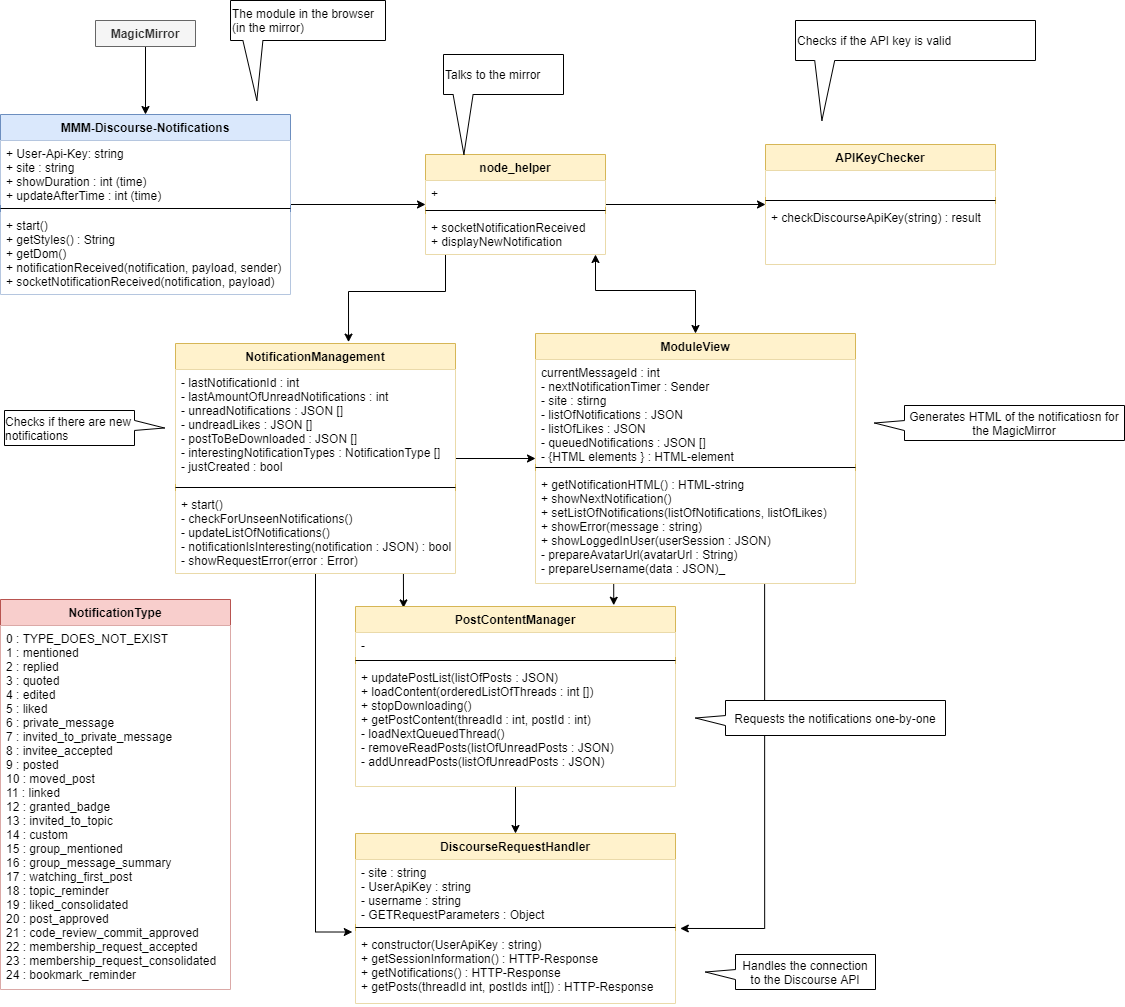 MagicMirror
The module in the browser
(in the mirror)
Talks to the mirror
Checks if the API key is valid
MMM-Discourse-Notifications
+ User-Api-Key: string
+ site : string
+ showDuration : int (time)
+ updateAfterTime : int (time)
+ start()
+ getStyles() : String
+ getDom()
+ notificationReceived(notification, payload, sender)
+ socketNotificationReceived(notification, payload)
node_helper
+
+ socketNotificationReceived
+ displayNewNotification
APIKeyChecker
+ checkDiscourseApiKey(string) : result
NotificationManagement
- lastNotificationId : int
- lastAmountOfUnreadNotifications : int
- unreadNotifications : JSON []
- undreadLikes : JSON []
- postToBeDownloaded : JSON []
- interestingNotificationTypes : NotificationType []
- justCreated : bool
+ start()
- checkForUnseenNotifications()
- updateListOfNotifications()
- notificationIsInteresting(notification : JSON) : bool
- showRequestError(error : Error)
Checks if there are new
notifications
ModuleView
currentMessageId : int
- nextNotificationTimer : Sender
- site : stirng
- listOfNotifications : JSON
- listOfLikes : JSON
- queuedNotifications : JSON []
- {HTML elements } : HTML-element
+ getNotificationHTML() : HTML-string
+ showNextNotification()
+ setListOfNotifications(listOfNotifications, listOfLikes)
+ showError(message : string)
+ showLoggedInUser(userSession : JSON)
- prepareAvatarUrl(avatarUrl : String)
- prepareUsername(data : JSON)_
Generates HTML of the notificatiosn for
the MagicMirror
NotificationType
0 : TYPE_DOES_NOT_EXIST
1 : mentioned
2 : replied
3 : quoted
4 : edited
5 : liked
6 : private_message
7 : invited_to_private_message
8 : invitee_accepted
9 : posted
10 : moved_post
11 : linked
12 : granted_badge
13 : invited_to_topic
14 : custom
15 : group_mentioned
16 : group_message_summary
17 : watching_first_post
18 : topic_reminder
19 : liked_consolidated
20 : post_approved
21 : code_review_commit_approved
22 : membership_request_accepted
23 : membership_request_consolidated
24 : bookmark_reminder
PostContentManager
-
+ updatePostList(listOfPosts : JSON)
+ loadContent(orderedListOfThreads : int [])
+ stopDownloading()
+ getPostContent(threadId : int, postId : int)
- loadNextQueuedThread()
- removeReadPosts(listOfUnreadPosts : JSON)
- addUnreadPosts(listOfUnreadPosts : JSON)
Requests the notifications one-by-one
DiscourseRequestHandler
- site : string
- UserApiKey : string
- username : string
- GETRequestParameters : Object
+ constructor(UserApiKey : string)
+ getSessionInformation() : HTTP-Response
+ getNotifications() : HTTP-Response
+ getPosts(threadId int, postIds int[]) : HTTP-Response
Handles the connection
to the Discourse API